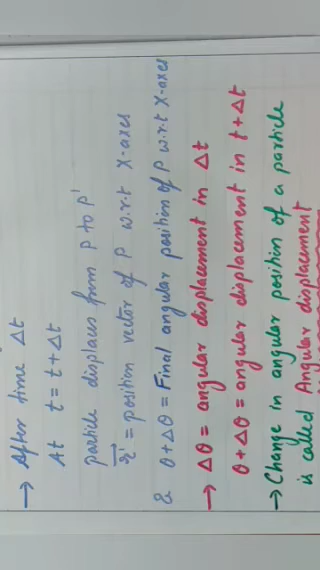 → After time Δt
At t = t+Δt
particle displaces from P to P'
r⃗' = position vector of P w.r.t X-axes
& θ+Δθ = Final angular position of P w.r.t X-axes
→ Δθ = angular displacement in Δt
θ+Δθ = angular displacement in t+Δt
→ Change in angular position of a particle
is called Angular displacement